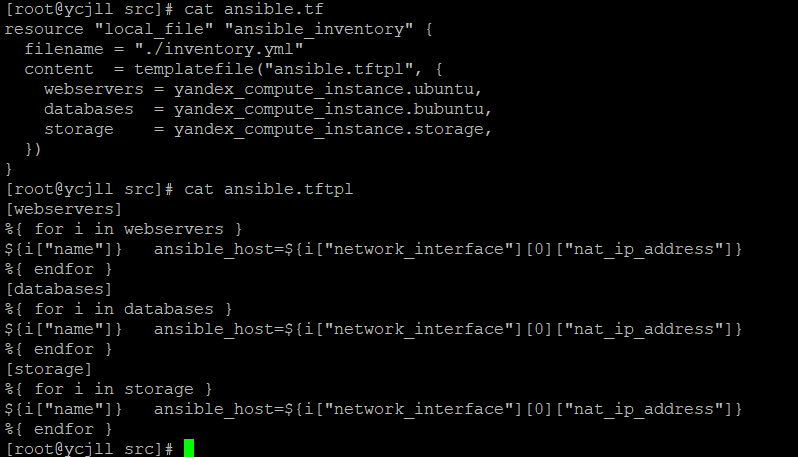 [root@ycjll src]# cat ansible.tf
resource "local_file" "ansible_inventory" {
  filename = "./inventory.yml"
  content  = templatefile("ansible.tftpl", {
    webservers = yandex_compute_instance.ubuntu,
    databases  = yandex_compute_instance.bubuntu,
    storage    = yandex_compute_instance.storage,
  })
}
[root@ycjll src]# cat ansible.tftpl
[webservers]
%{ for i in webservers }
${i["name"]}   ansible_host=${i["network_interface"][0]["nat_ip_address"]}
%{ endfor }
[databases]
%{ for i in databases }
${i["name"]}   ansible_host=${i["network_interface"][0]["nat_ip_address"]}
%{ endfor }
[storage]
%{ for i in storage }
${i["name"]}   ansible_host=${i["network_interface"][0]["nat_ip_address"]}
%{ endfor }
[root@ycjll src]#